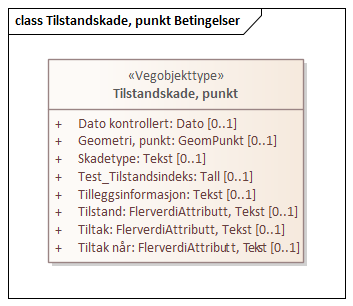 class Tilstandskade, punkt Betingelser
«Vegobjekttype»
Tilstandskade, punkt
+ Dato kontrollert: Dato [0..1]
+ Geometri, punkt: GeomPunkt [0..1]
+ Skadetype: Tekst [0..1]
+ Test_Tilstandsindeks: Tall [0..1]
+ Tilleggsinformasjon: Tekst [0..1]
+ Tilstand: FlerverdiAttributt, Tekst [0..1]
+ Tiltak: FlerverdiAttributt, Tekst [0..1]
+ Tiltak når: FlerverdiAttributt, Tekst [0..1]